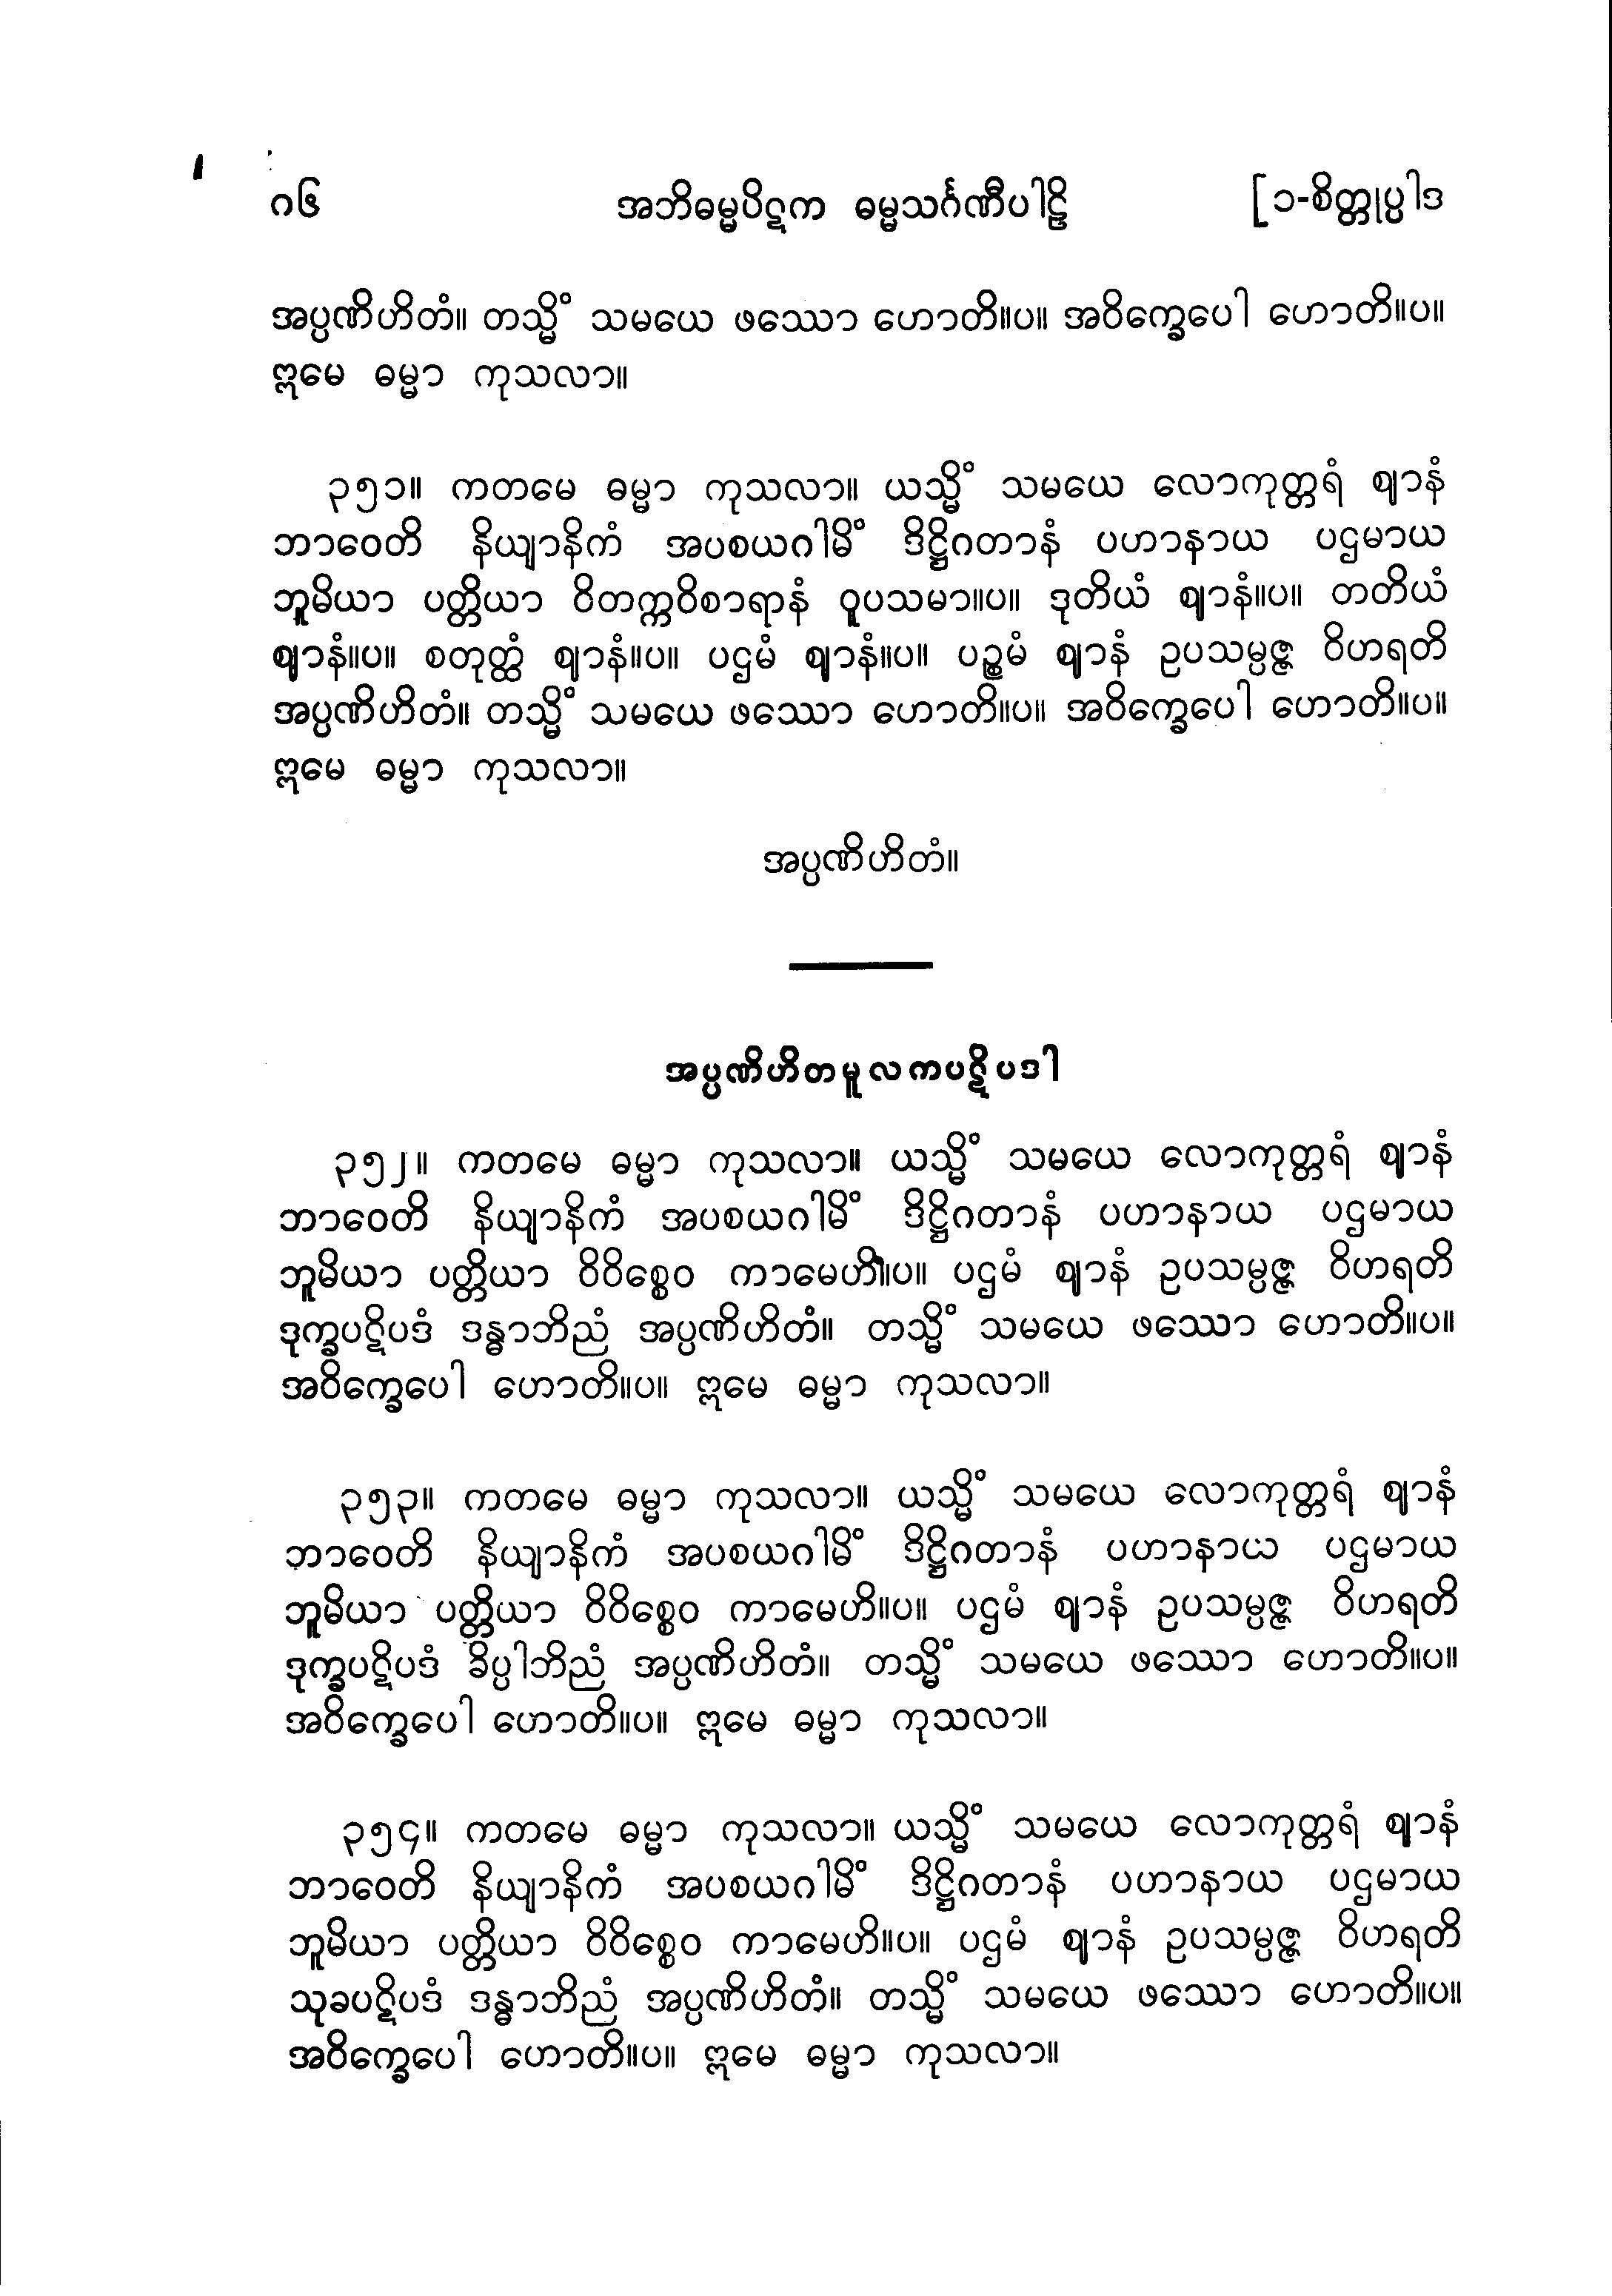 ၈၆ အဘိဓမ္မပိဋက ဓမ္မသင်္ဂဏီပါဠိ [၁-စိတ္တုပ္ပါဒ
အပ္ပဏိဟိတံ။ တသ္မိံ သမယေ ဖဿော ဟောတိ။ပ။ အဝိက္ခေပေါ ဟောတိ။ပ။
ဣမေ ဓမ္မာ ကုသလာ။
၃၅၁။ ကတမေ ဓမ္မာ ကုသလာ။ ယသ္မိံ သမယေ လောကုတ္တရံ ဈာနံ
ဘာဝေတိ နိယျာနိကံ အပစယဂါမိံ ဒိဋ္ဌိဂတာနံ ပဟာနာယ ပဌမာယ
ဘူမိယာ ပတ္တိယာ ဝိတက္ကဝိစာရာနံ ဝူပသမာ။ပ။ ဒုတိယံ ဈာနံ။ပ။ တတိယံ
ဈာနံ။ပ။ စတုတ္ထံ ဈာနံ။ပ။ ပဌမံ ဈာနံ။ပ။ ပဉ္စမံ ဈာနံ ဥပသမ္ပဇ္ဇ ဝိဟရတိ
အပ္ပဏိဟိတံ။ တသ္မိံ သမယေ ဖဿော ဟောတိ။ပ။ အဝိက္ခေပေါ ဟောတိ။ပ။
ဣမေ ဓမ္မာ ကုသလာ။
အပ္ပဏိဟိတံ။
အပ္ပဏိဟိတမူလကပဋိပဒါ
၃၅၂။ ကတမေ ဓမ္မာ ကုသလာ။ ယသ္မိံ သမယေ လောကုတ္တရံ ဈာနံ
ဘာဝေတိ နိယျာနိကံ အပစယဂါမိံ ဒိဋ္ဌိဂတာနံ ပဟာနာယ ပဌမာယ
ဘူမိယာ ပတ္တိယာ ဝိဝိစ္စေဝ ကာမေဟိ။ပ။ ပဌမံ ဈာနံ ဥပသမ္ပဇ္ဇ ဝိဟရတိ
ဒုက္ခပဋိပဒံ ဒန္ဓာဘိညံ အပ္ပဏိဟိတံ။ တသ္မိံ သမယေ ဖဿော ဟောတိ။ပ။
အဝိက္ခေပေါ ဟောတိ။ပ။ ဣမေ ဓမ္မာ ကုသလာ။
၃၅၃။ ကတမေ ဓမ္မာ ကုသလာ။ ယသ္မိံ သမယေ လောကုတ္တရံ ဈာနံ
ဘာဝေတိ နိယျာနိကံ အပစယဂါမိံ ဒိဋ္ဌိဂတာနံ ပဟာနာယ ပဌမာယ
ဘူမိယာ ပတ္တိယာ ဝိဝိစ္စေဝ ကာမေဟိ။ပ။ ပဌမံ ဈာနံ ဥပသမ္ပဇ္ဇ ဝိဟရတိ
ဒုက္ခပဋိပဒံ ခိပ္ပါဘိညံ အပ္ပဏိဟိတံ။ တသ္မိံ သမယေ ဖဿော ဟောတိ။ပ။
အဝိက္ခေပေါ ဟောတိ။ပ။ ဣမေ ဓမ္မာ ကုသလာ။
၃၅၄။ ကတမေ ဓမ္မာ ကုသလာ။ ယသ္မိံ သမယေ လောကုတ္တရံ ဈာနံ
ဘာဝေတိ နိယျာနိကံ အပစယဂါမိံ ဒိဋ္ဌိဂတာနံ ပဟာနာယ ပဌမာယ
ဘူမိယာ ပတ္တိယာ ဝိဝိစ္စေဝ ကာမေဟိ။ပ။ ပဌမံ ဈာနံ ဥပသမ္ပဇ္ဇ ဝိဟရတိ
သုခပဋိပဒံ ဒန္ဓာဘိညံ အပ္ပဏိဟိတံ။ တသ္မိံ သမယေ ဖဿော ဟောတိ။ပ။
အဝိက္ခေပေါ ဟောတိ။ပ။ ဣမေ ဓမ္မာ ကုသလာ။